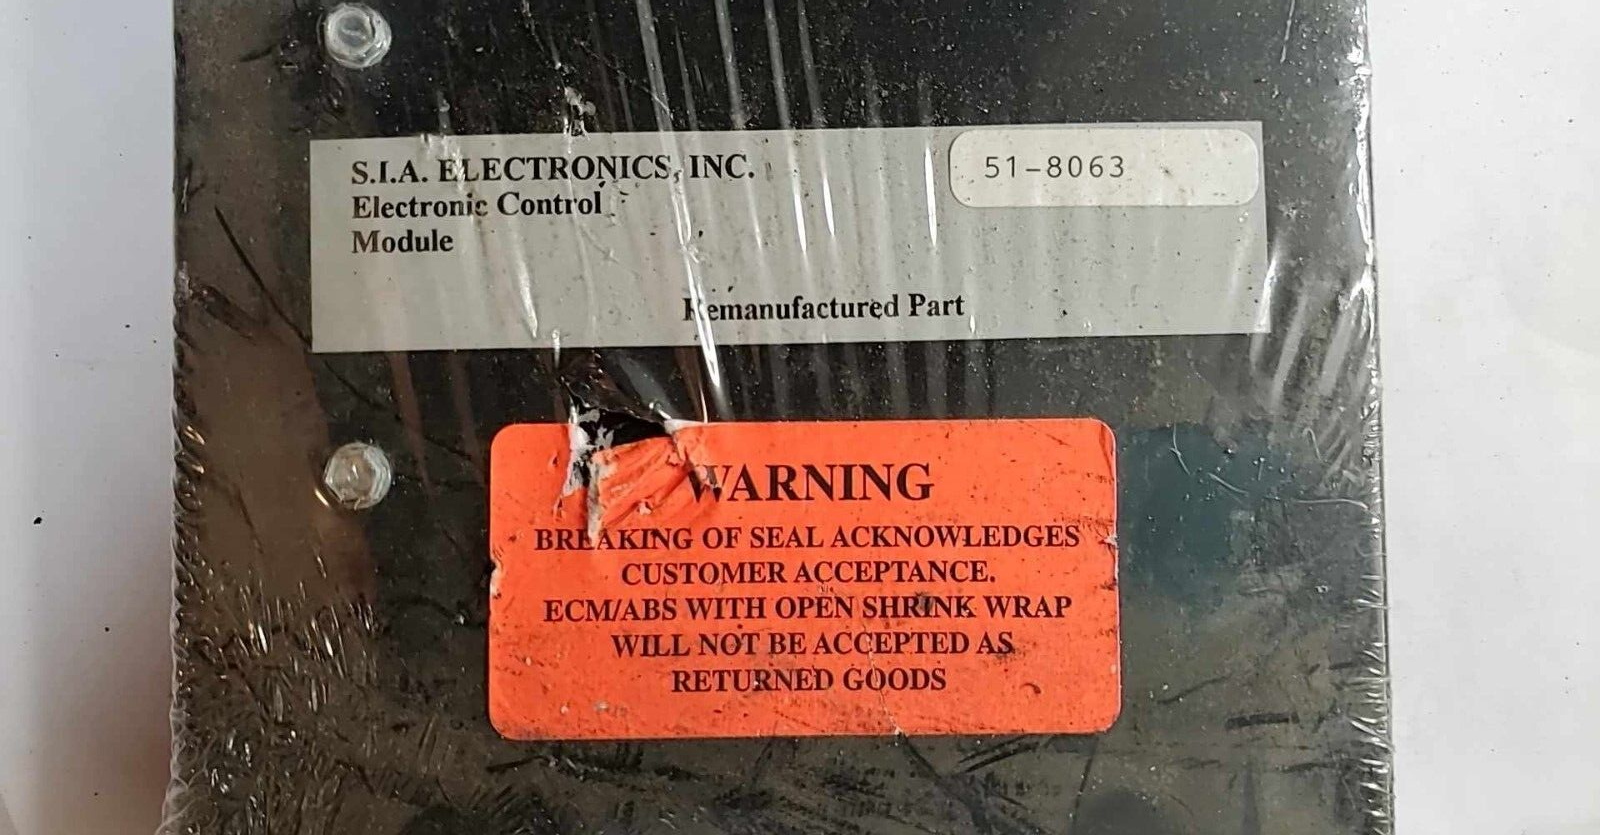 S.I.A. ELECTRONICS, INC.
51-8063
Electronic Control
Module
Remanufactured Part
WARNING
BREAKING OF SEAL ACKNOWLEDGES
CUSTOMER ACCEPTANCE.
ECM/ABS WITH OPEN SHRINK WRAP
WILL NOT BE ACCEPTED AS
RETURNED GOODS